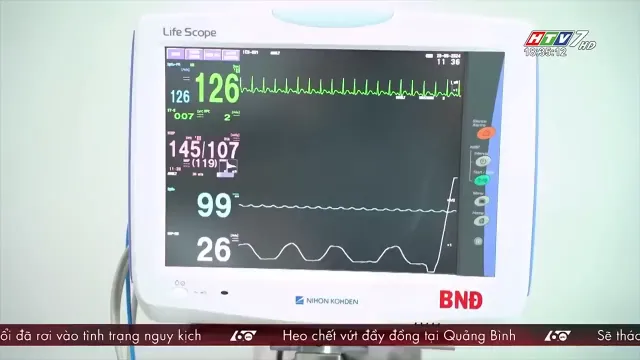 Life Scope
HTV7 HD
18:35:12
11 36
126
126
007
2
145/107
(119)
99
26
NIHON KOHDEN
BNĐ
ổi đã rơi vào tình trạng nguy kịch
Heo chết vứt đầy đồng tại Quảng Bình
Sẽ thác